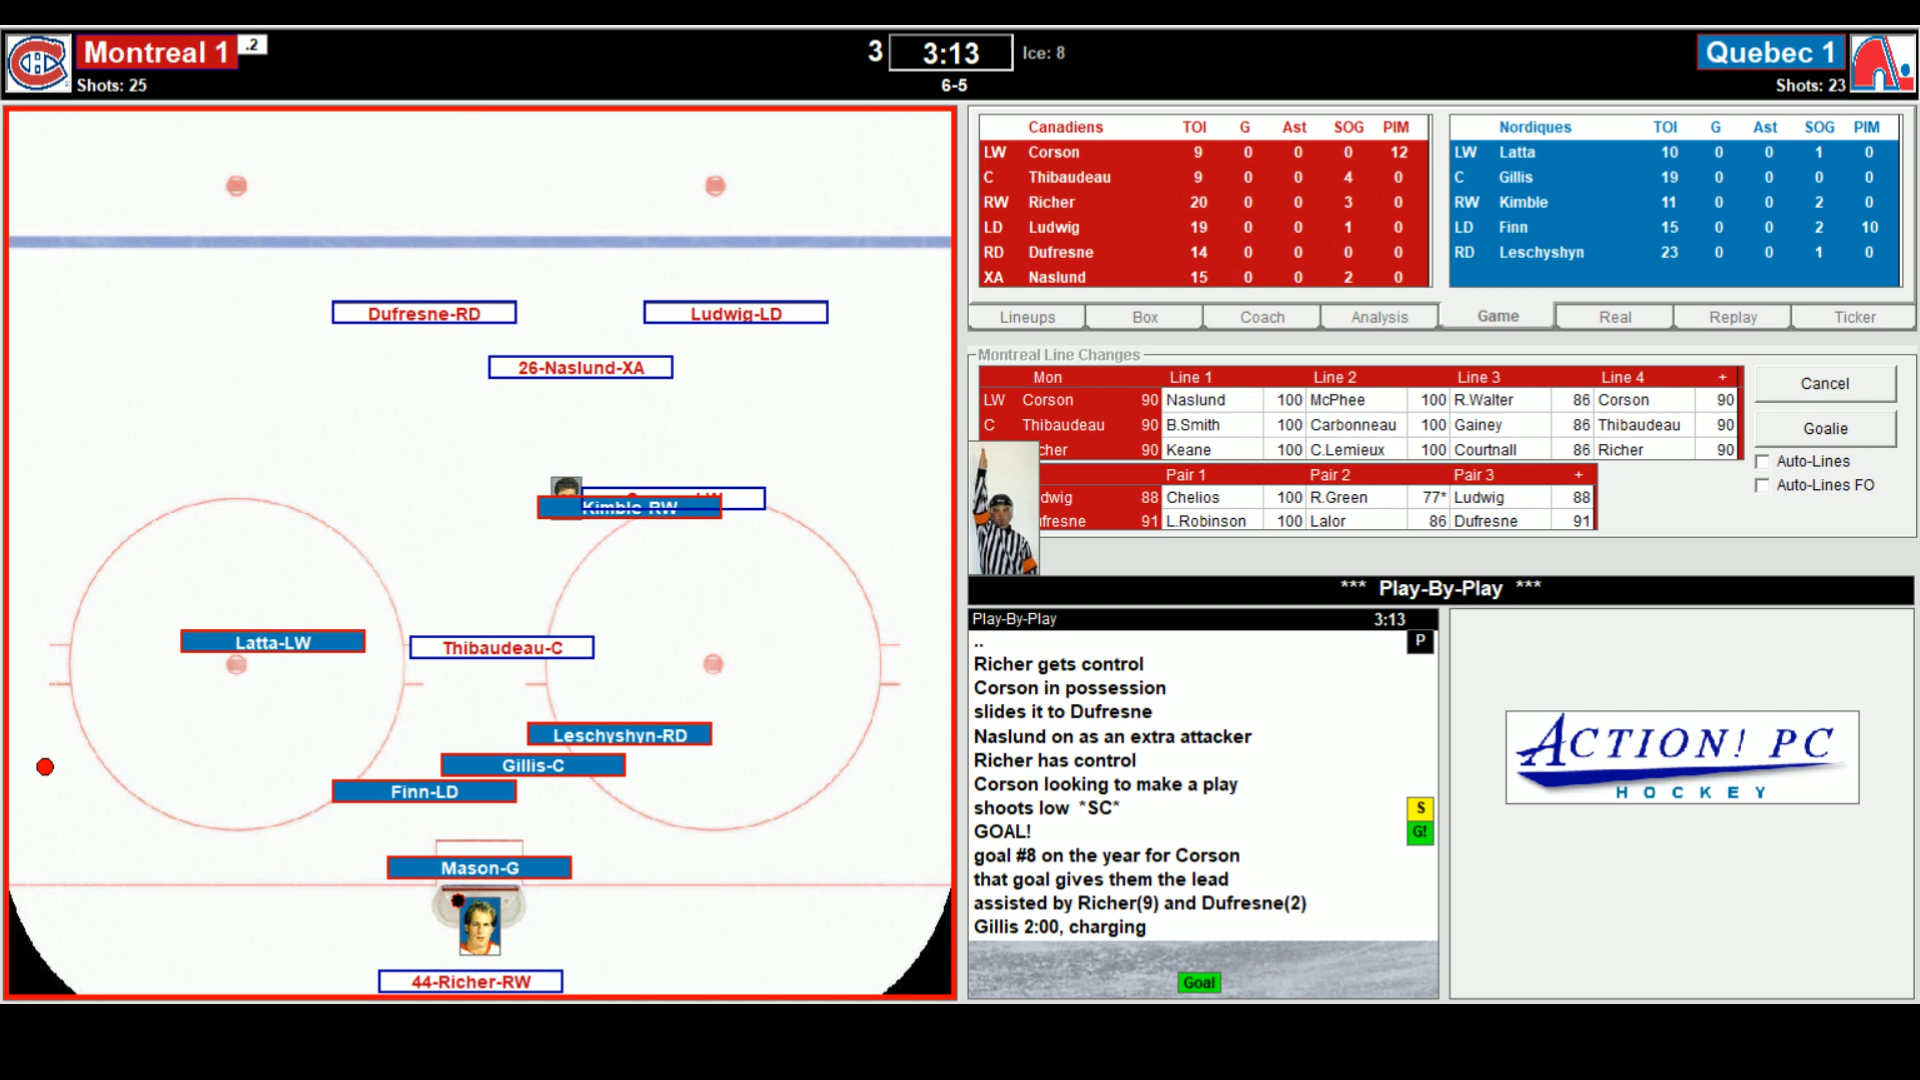 Montreal 1 .2
Shots: 25
3 3:13 Ice: 8
6-5
Quebec 1
Shots: 23
Dufresne-RD
Ludwig-LD
26-Naslund-XA
Kimble-RW
Latta-LW
Thibaudeau-C
Leschyshyn-RD
Gillis-C
Finn-LD
Mason-G
44-Richer-RW
Canadiens TOI G Ast SOG PIM
LW Corson 9 0 0 0 12
C Thibaudeau 9 0 0 4 0
RW Richer 20 0 0 3 0
LD Ludwig 19 0 0 1 0
RD Dufresne 14 0 0 0 0
XA Naslund 15 0 0 2 0
Nordiques TOI G Ast SOG PIM
LW Latta 10 0 0 1 0
C Gillis 19 0 0 0 0
RW Kimble 11 0 0 2 0
LD Finn 15 0 0 2 10
RD Leschyshyn 23 0 0 1 0
Lineups Box Coach Analysis Game Real Replay Ticker
Montreal Line Changes
Mon Line 1 Line 2 Line 3 Line 4 +
LW Corson 90 Naslund 100 McPhee 100 R.Walter 86 Corson 90
C Thibaudeau 90 B.Smith 100 Carbonneau 100 Gainey 86 Thibaudeau 90
cher 90 Keane 100 C.Lemieux 100 Courtnall 86 Richer 90
Pair 1 Pair 2 Pair 3 +
dwig 88 Chelios 100 R.Green 77* Ludwig 88
fresne 91 L.Robinson 100 Lalor 86 Dufresne 91
Cancel
Goalie
Auto-Lines
Auto-Lines FO
*** Play-By-Play ***
Play-By-Play 3:13
P
..
Richer gets control
Corson in possession
slides it to Dufresne
Naslund on as an extra attacker
Richer has control
Corson looking to make a play
shoots low *SC* S
GOAL! G!
goal #8 on the year for Corson
that goal gives them the lead
assisted by Richer(9) and Dufresne(2)
Gillis 2:00, charging
Goal
ACTION! PC
HOCKEY